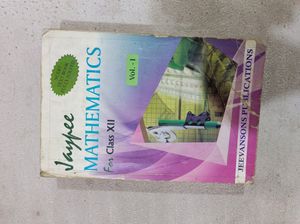 Jaypee
MATHEMATICS
For Class XII
Vol. - I
JEEVANSONS PUBLICATIONS